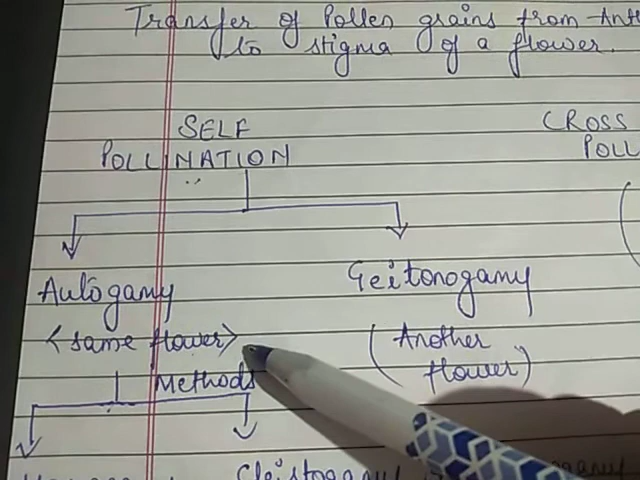 Transfer of Pollen grains from Anth
to stigma of a flower.
SELF
POLLINATION
CROSS
POLL
Autogamy
<same flower>
Geitonogamy
(Another
flower)
Methods
Cleistogamy